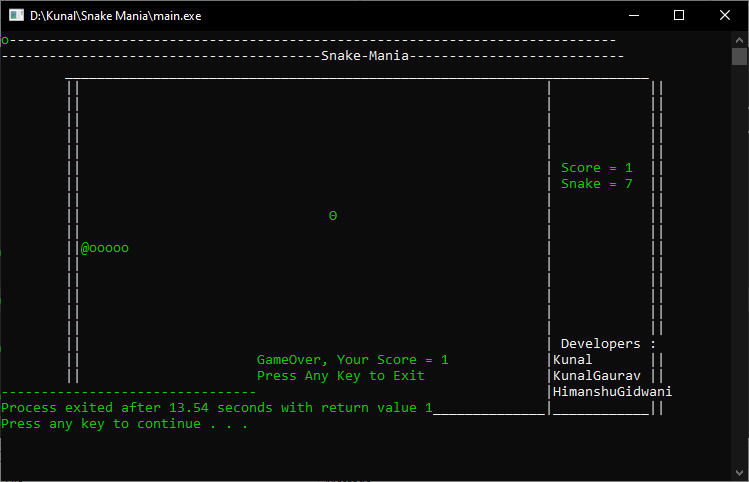 D:\Kunal\Snake Mania\main.exe
o----------------------------------------------------------------------------
----------------------------------------Snake-Mania---------------------------
Score = 1
Snake = 7
0
@ooooo
Developers :
GameOver, Your Score = 1 Kunal
Press Any Key to Exit KunalGaurav
-------------------------------- HimanshuGidwani
Process exited after 13.54 seconds with return value 1
Press any key to continue . . .